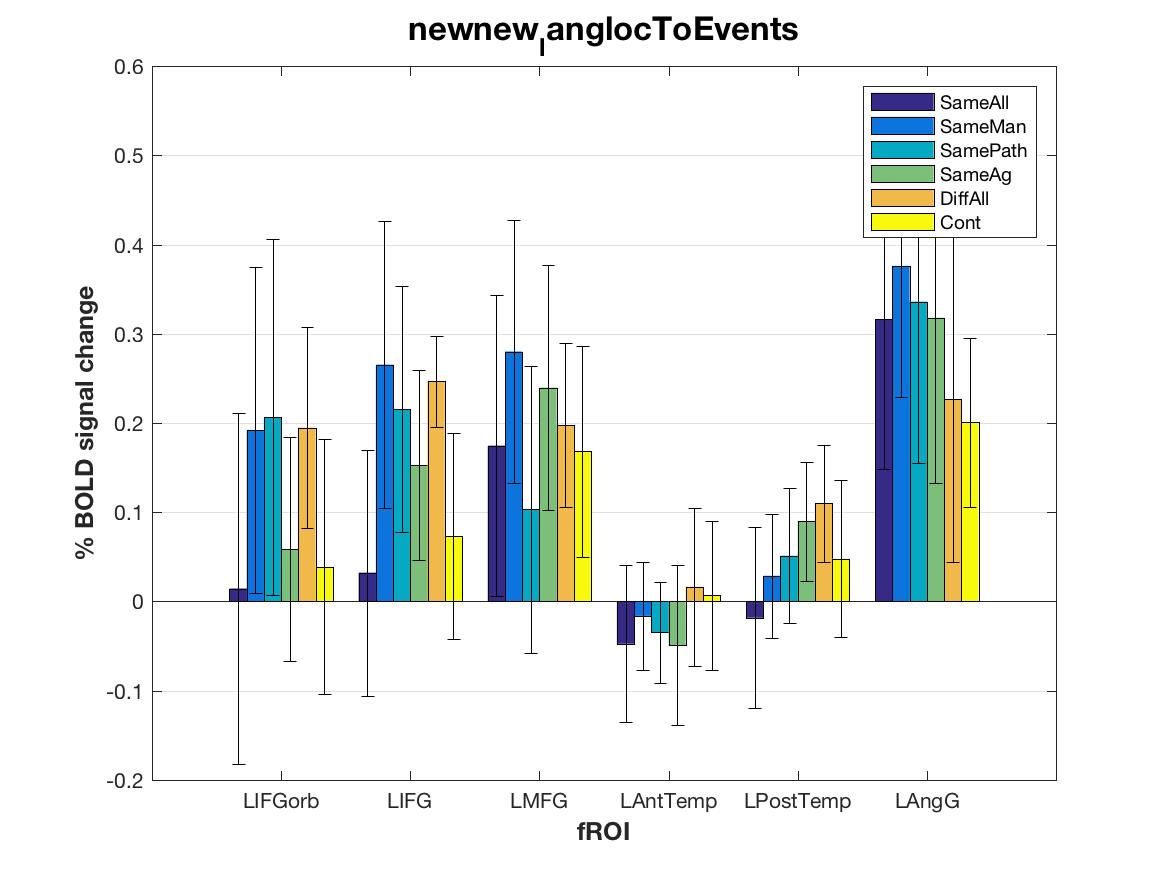 newnew_langlocToEvents
0.6
0.5
0.4
0.3
0.2
0.1
0
-0.1
-0.2
% BOLD signal change
SameAll
SameMan
SamePath
SameAg
DiffAll
Cont
LIFGorb LIFG LMFG LAntTemp LPostTemp LAngG
fROI